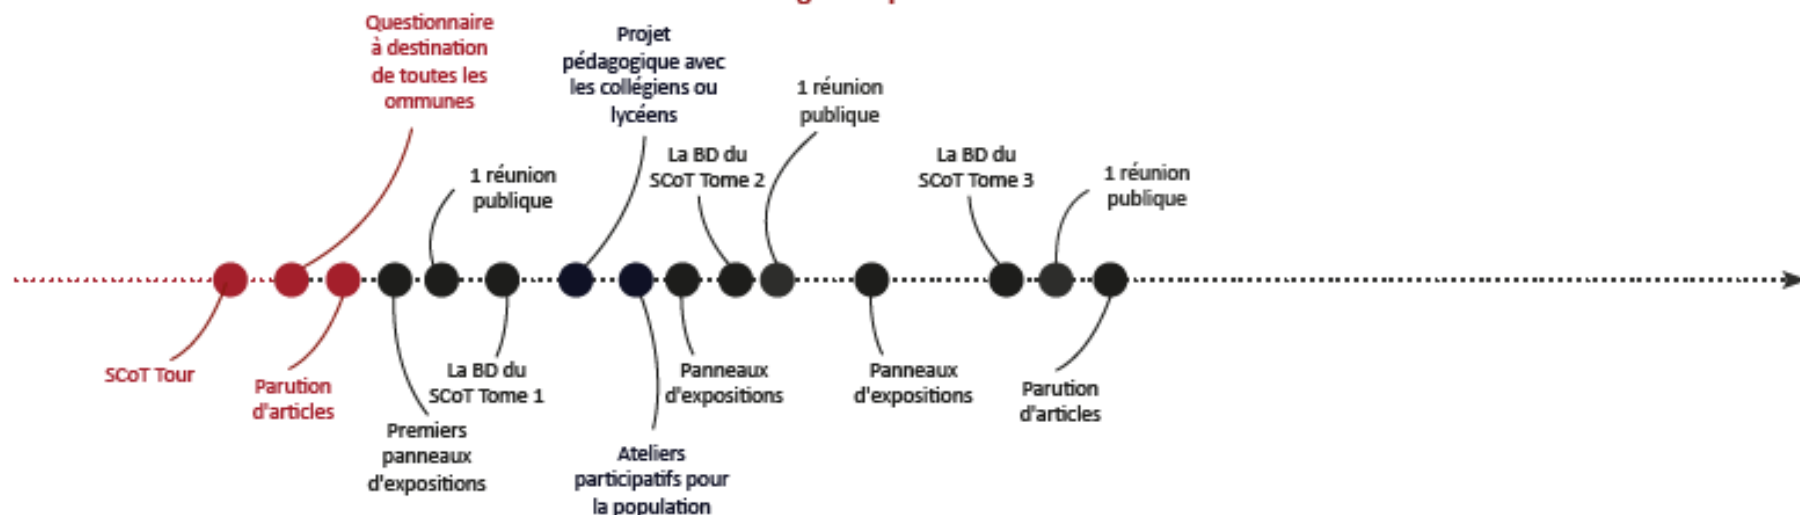 Questionnaire
à destination
de toutes les
ommunes
Projet
pédagogique avec
les collégiens ou
lycéens
1 réunion
publique
1 réunion
publique
La BD du
SCoT Tome 2
La BD du
SCoT Tome 3
1 réunion
publique
SCoT Tour
Parution
d'articles
La BD du
SCoT Tome 1
Premiers
panneaux
d'expositions
Panneaux
d'expositions
Ateliers
participatifs pour
la population
Panneaux
d'expositions
Parution
d'articles